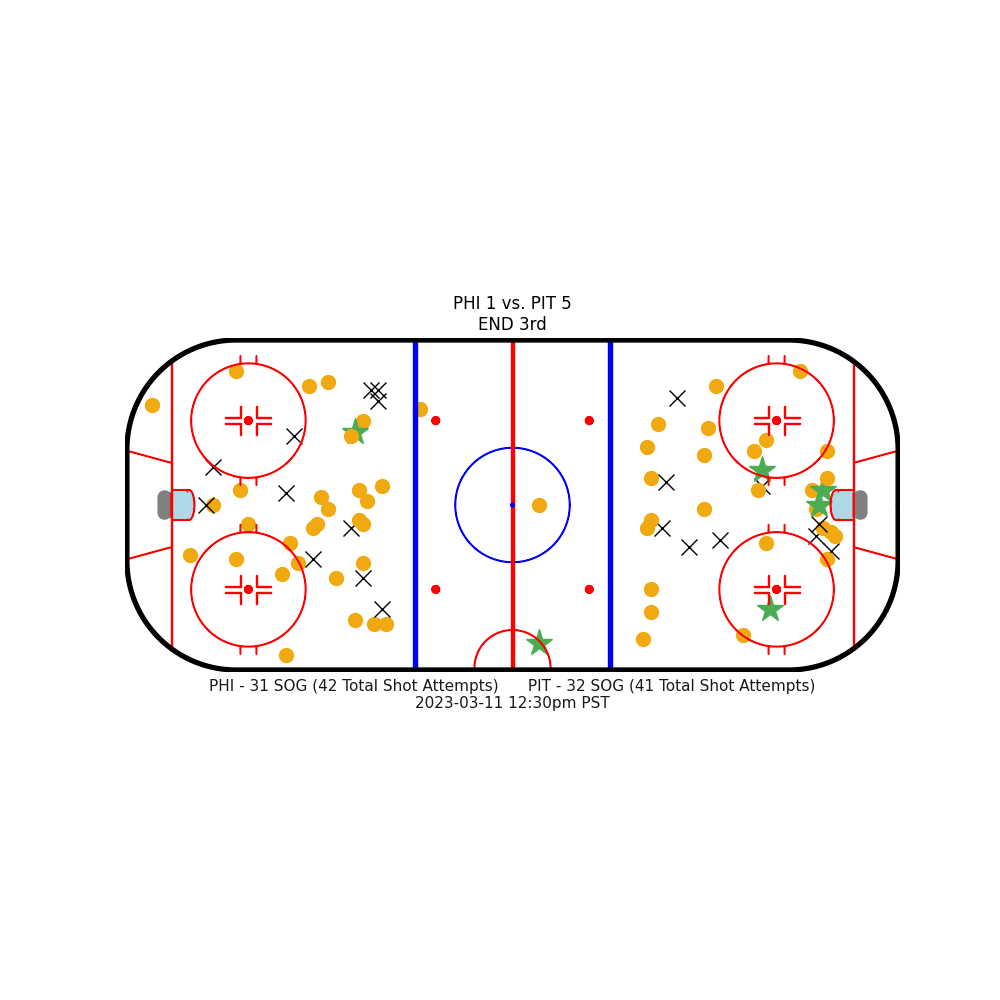 PHI 1 vs. PIT 5
END 3rd
PHI - 31 SOG (42 Total Shot Attempts) PIT - 32 SOG (41 Total Shot Attempts)
2023-03-11 12:30pm PST